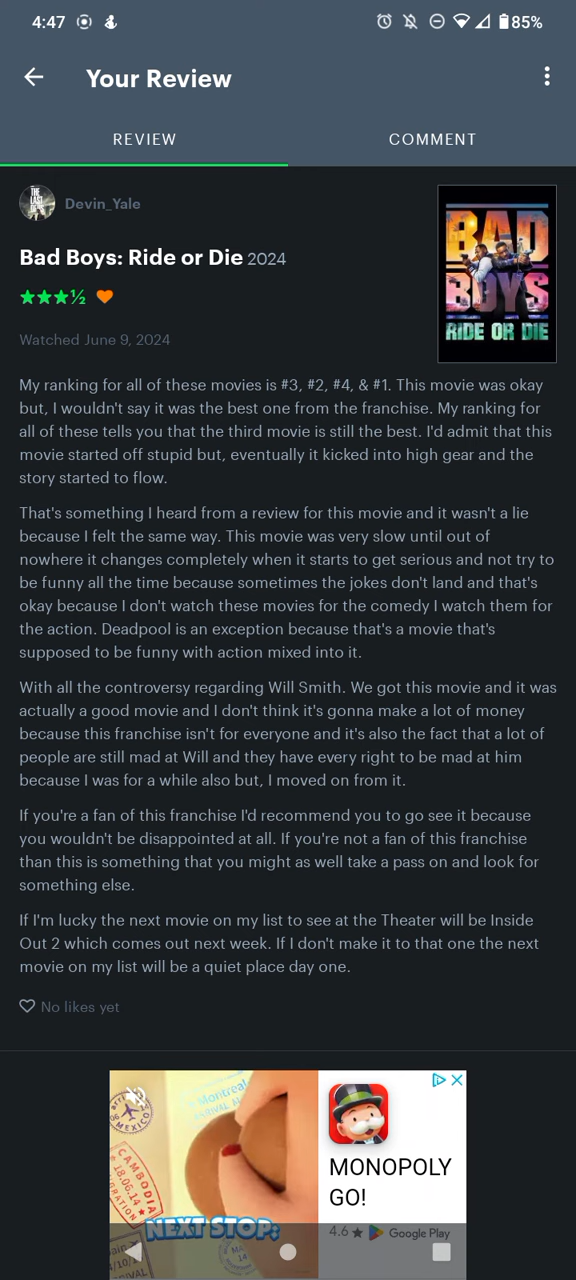 4:47 85%
Your Review
REVIEW COMMENT
Devin_Yale
Bad Boys: Ride or Die 2024
★★★½
Watched June 9, 2024
BAD
BOYS
RIDE OR DIE
My ranking for all of these movies is #3, #2, #4, & #1. This movie was okay
but, I wouldn't say it was the best one from the franchise. My ranking for
all of these tells you that the third movie is still the best. I'd admit that this
movie started off stupid but, eventually it kicked into high gear and the
story started to flow.
That's something I heard from a review for this movie and it wasn't a lie
because I felt the same way. This movie was very slow until out of
nowhere it changes completely when it starts to get serious and not try to
be funny all the time because sometimes the jokes don't land and that's
okay because I don't watch these movies for the comedy I watch them for
the action. Deadpool is an exception because that's a movie that's
supposed to be funny with action mixed into it.
With all the controversy regarding Will Smith. We got this movie and it was
actually a good movie and I don't think it's gonna make a lot of money
because this franchise isn't for everyone and it's also the fact that a lot of
people are still mad at Will and they have every right to be mad at him
because I was for a while also but, I moved on from it.
If you're a fan of this franchise I'd recommend you to go see it because
you wouldn't be disappointed at all. If you're not a fan of this franchise
than this is something that you might as well take a pass on and look for
something else.
If I'm lucky the next movie on my list to see at the Theater will be Inside
Out 2 which comes out next week. If I don't make it to that one the next
movie on my list will be a quiet place day one.
No likes yet
Montreal
MEXICO
CAMBODIA
18.06.14
NEXT STOP:
MONOPOLY
GO!
4.6 ★ Google Play